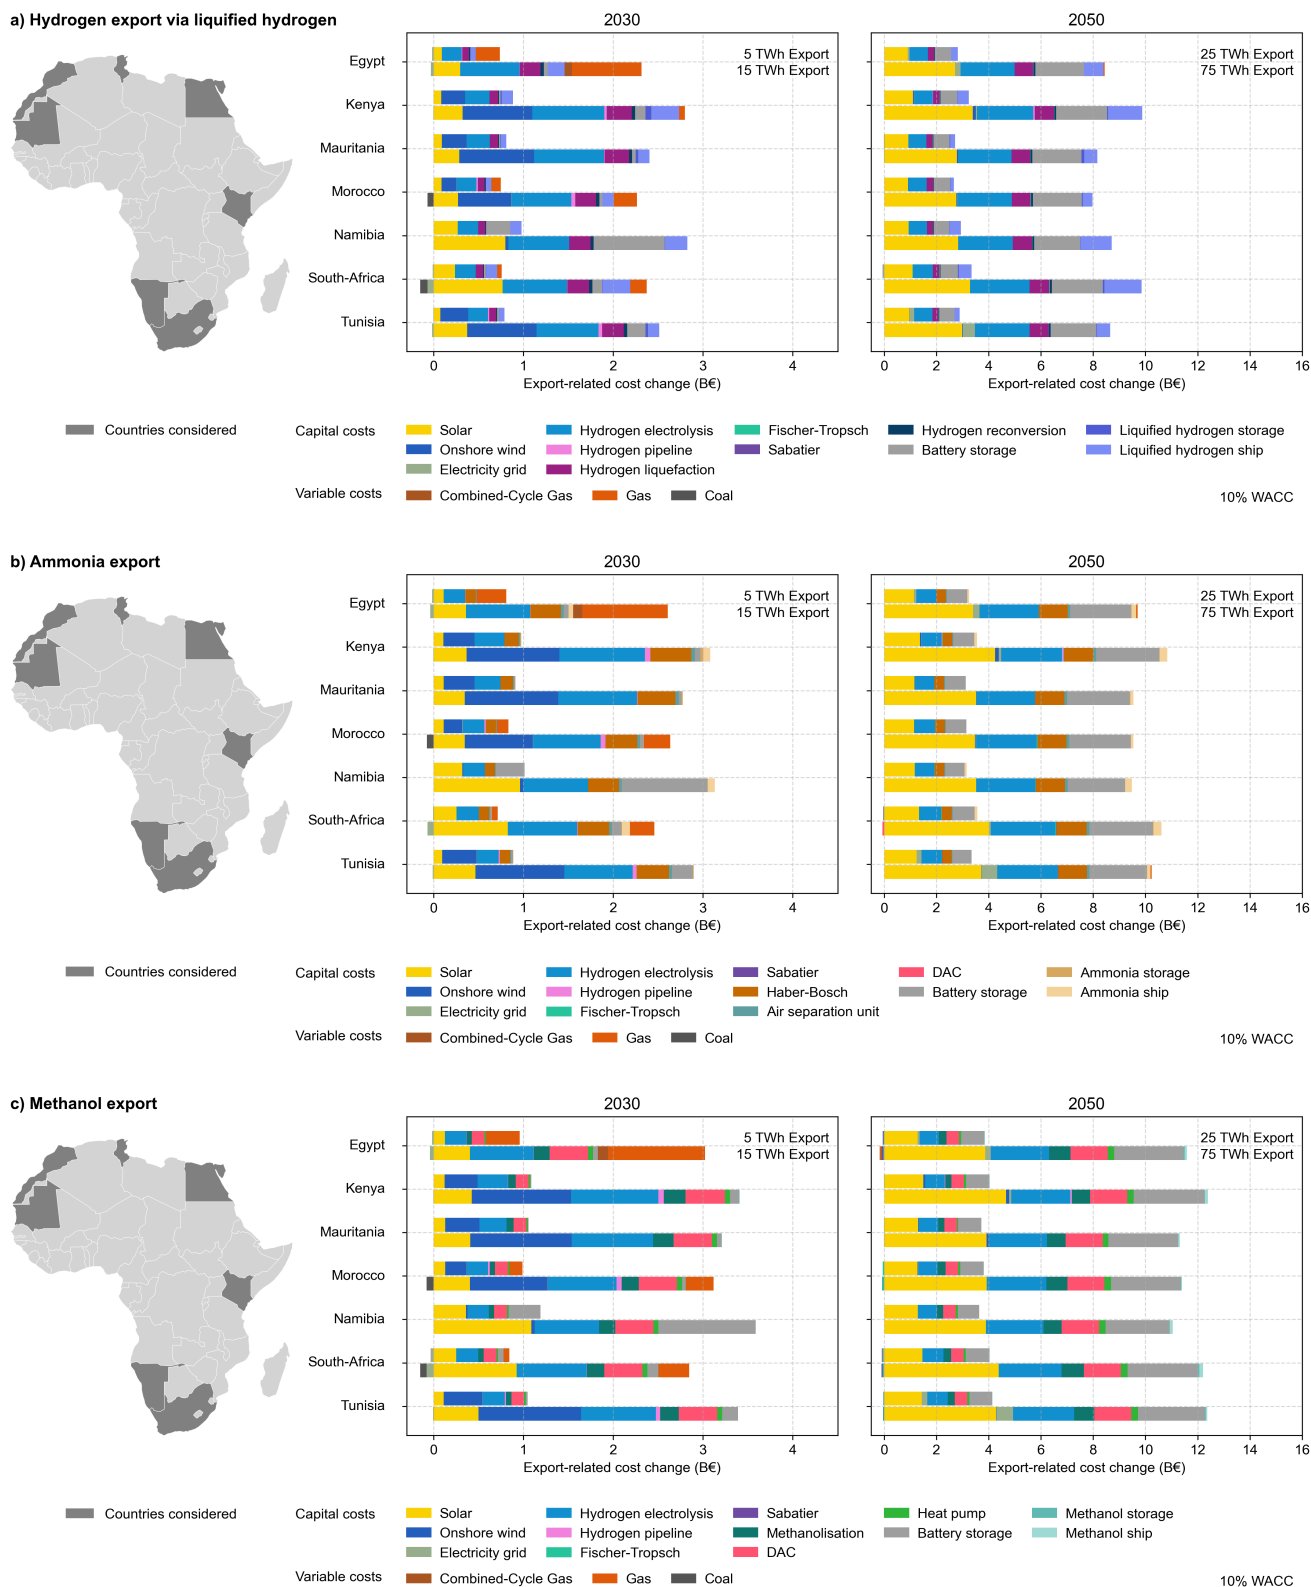 a) Hydrogen export via liquified hydrogen
2030
2050
Egypt
Kenya
Mauritania
Morocco
Namibia
South-Africa
Tunisia
5 TWh Export
15 TWh Export
25 TWh Export
75 TWh Export
0 1 2 3 4
0 2 4 6 8 10 12 14 16
Export-related cost change (B€)
Export-related cost change (B€)
Countries considered
Capital costs
Solar
Onshore wind
Electricity grid
Hydrogen electrolysis
Hydrogen pipeline
Hydrogen liquefaction
Fischer-Tropsch
Sabatier
Hydrogen reconversion
Battery storage
Liquified hydrogen storage
Liquified hydrogen ship
Variable costs
Combined-Cycle Gas
Gas
Coal
10% WACC
b) Ammonia export
2030
2050
Egypt
Kenya
Mauritania
Morocco
Namibia
South-Africa
Tunisia
5 TWh Export
15 TWh Export
25 TWh Export
75 TWh Export
0 1 2 3 4
0 2 4 6 8 10 12 14 16
Export-related cost change (B€)
Export-related cost change (B€)
Countries considered
Capital costs
Solar
Onshore wind
Electricity grid
Hydrogen electrolysis
Hydrogen pipeline
Fischer-Tropsch
Sabatier
Haber-Bosch
Air separation unit
DAC
Battery storage
Ammonia storage
Ammonia ship
Variable costs
Combined-Cycle Gas
Gas
Coal
10% WACC
c) Methanol export
2030
2050
Egypt
Kenya
Mauritania
Morocco
Namibia
South-Africa
Tunisia
5 TWh Export
15 TWh Export
25 TWh Export
75 TWh Export
0 1 2 3 4
0 2 4 6 8 10 12 14 16
Export-related cost change (B€)
Export-related cost change (B€)
Countries considered
Capital costs
Solar
Onshore wind
Electricity grid
Hydrogen electrolysis
Hydrogen pipeline
Fischer-Tropsch
Sabatier
Methanolisation
DAC
Heat pump
Battery storage
Methanol storage
Methanol ship
Variable costs
Combined-Cycle Gas
Gas
Coal
10% WACC